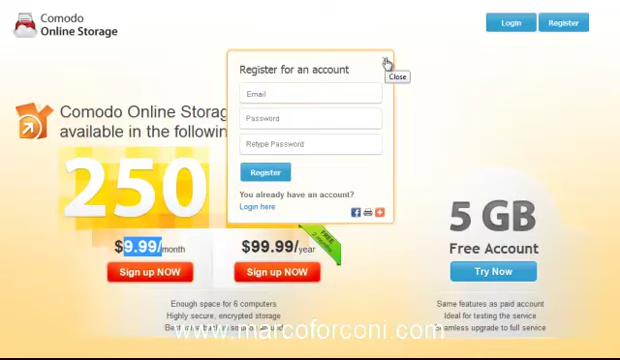 Comodo
Online Storage
Login
Register
Register for an account
Close
Email
Password
Retype Password
Register
You already have an account?
Login here
Comodo Online Storag
available in the followin
250
$9.99/month
$99.99/year
FREE
Sign up NOW
Sign up NOW
Enough space for 6 computers
Highly secure, encrypted storage
5 GB
Free Account
Try Now
Same features as paid account
Ideal for testing the service
seamless upgrade to full service
www.marcoforconi.com